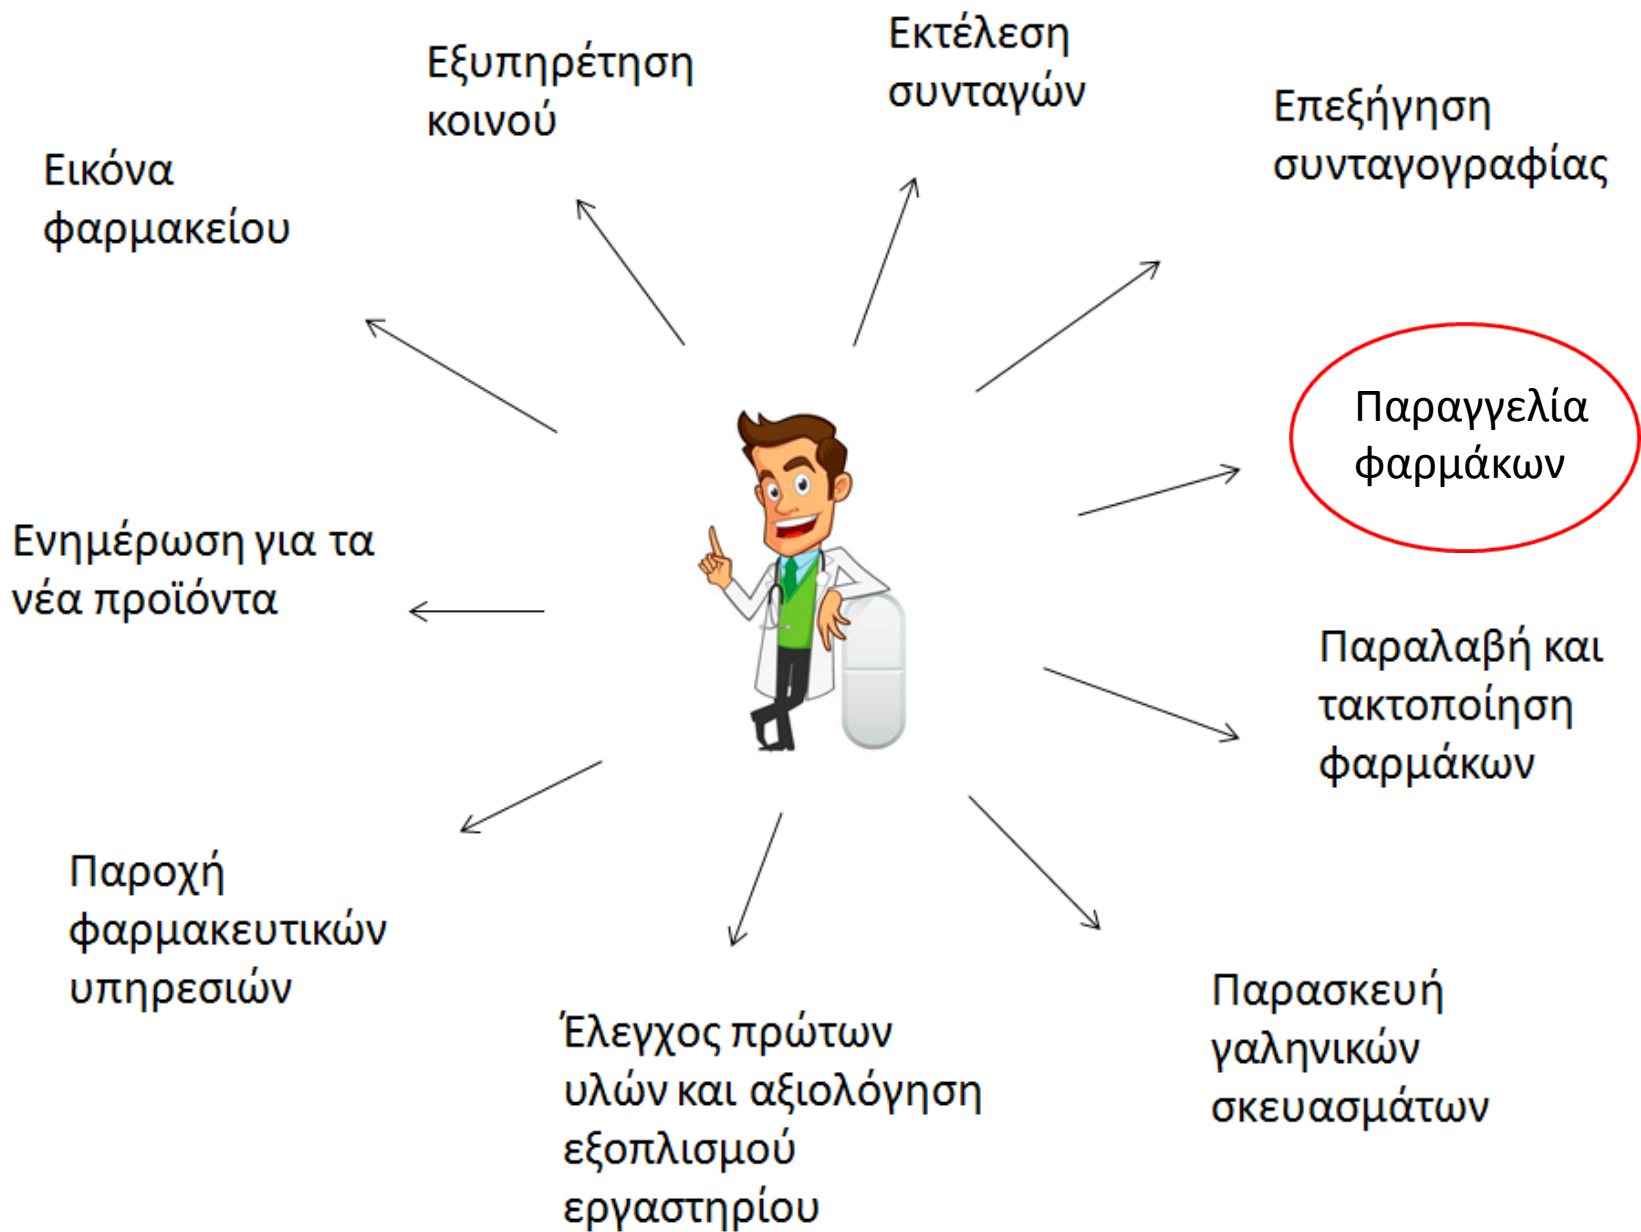 Εκτέλεση
συνταγών
Εξυπηρέτηση
κοινού
Επεξήγηση
συνταγογραφίας
Εικόνα
φαρμακείου
Παραγγελία
φαρμάκων
Ενημέρωση για τα
νέα προϊόντα
Παραλαβή και
τακτοποίηση
φαρμάκων
Παροχή
φαρμακευτικών
υπηρεσιών
Παρασκευή
γαληνικών
σκευασμάτων
Έλεγχος πρώτων
υλών και αξιολόγηση
εξοπλισμού
εργαστηρίου